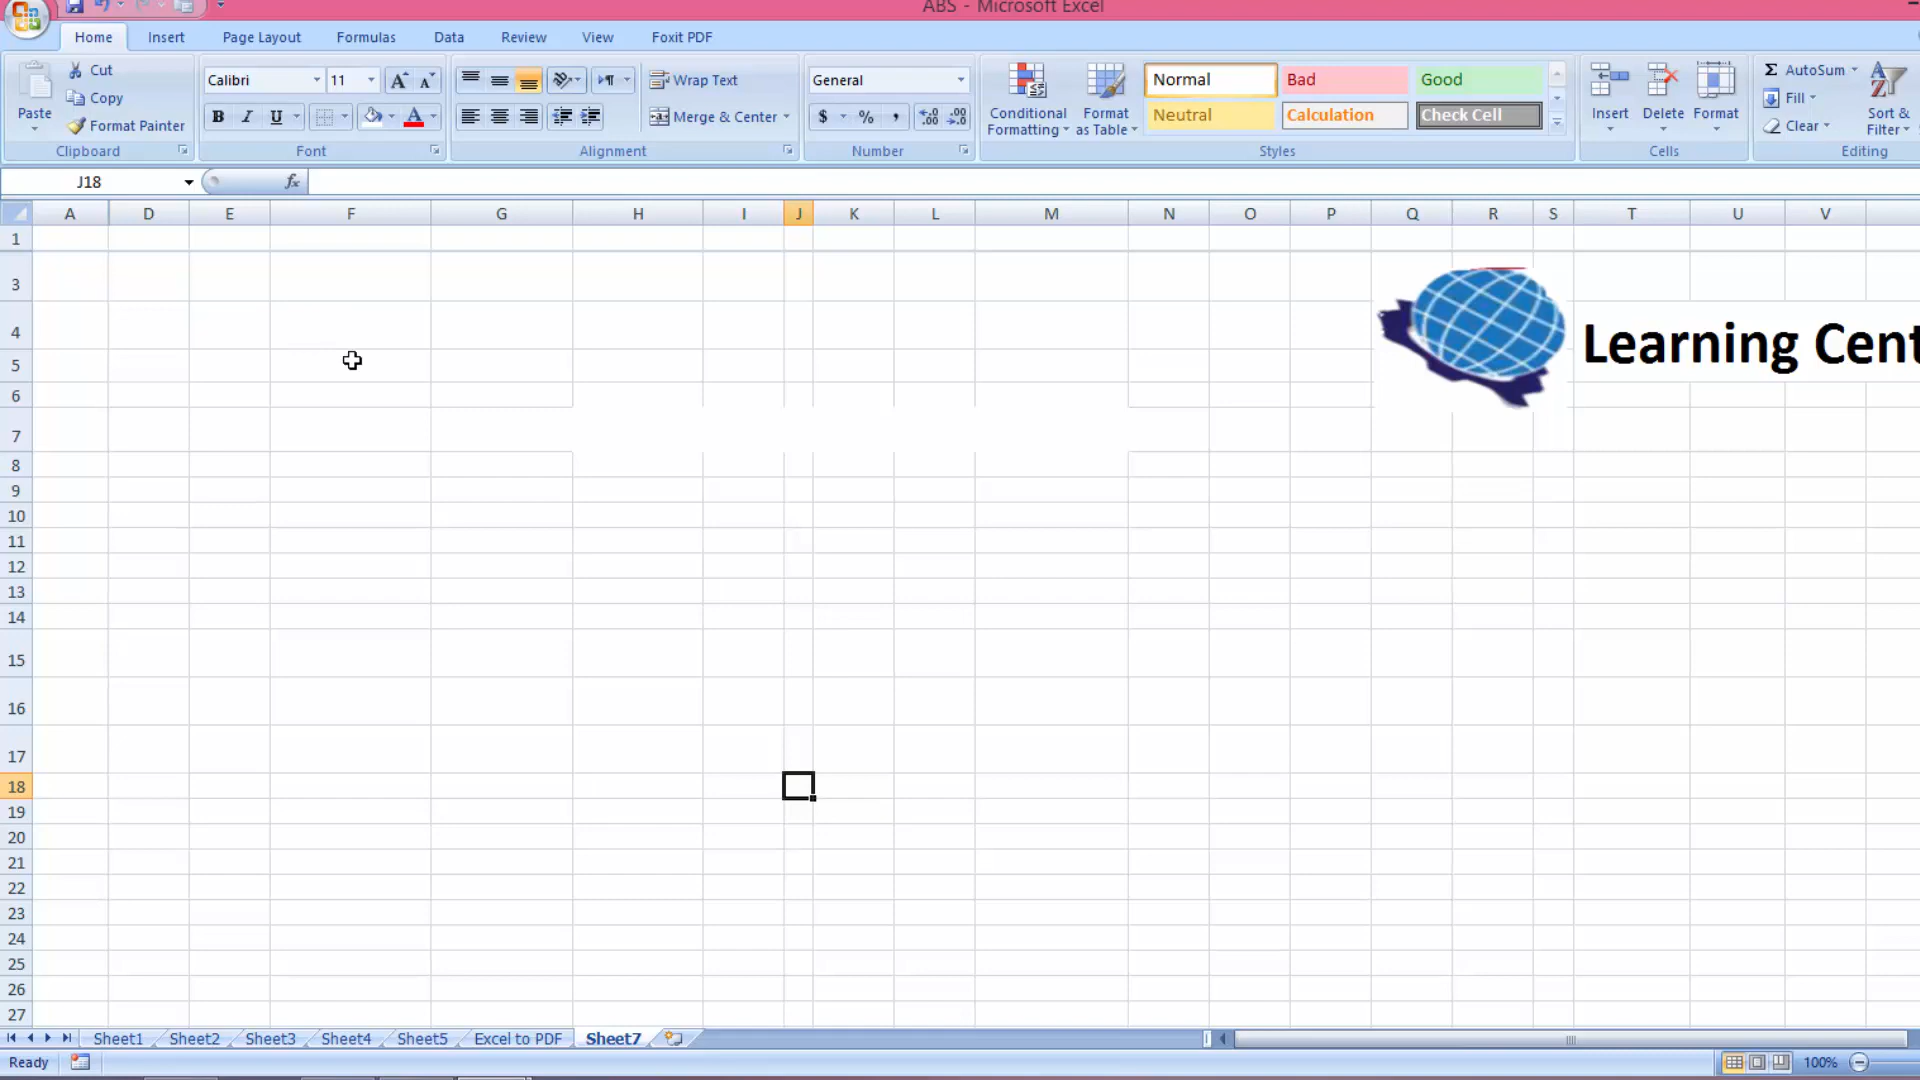 ABS - Microsoft Excel
Home Insert Page Layout Formulas Data Review View Foxit PDF
Paste
Cut
Copy
Format Painter
Clipboard
Calibri 11
B I U
Font
Wrap Text
Merge & Center
Alignment
General
$ % ,
Number
Conditional Formatting
Format as Table
Normal Bad Good
Neutral Calculation Check Cell
Styles
Insert Delete Format
Cells
Σ AutoSum
Fill
Clear
Sort & Filter
Editing
J18 fx
A D E F G H I J K L M N O P Q R S T U V
1
3
4
Learning Cent
5
6
7
8
9
10
11
12
13
14
15
16
17
18
19
20
21
22
23
24
25
26
27
Sheet1 Sheet2 Sheet3 Sheet4 Sheet5 Excel to PDF Sheet7
Ready 100%